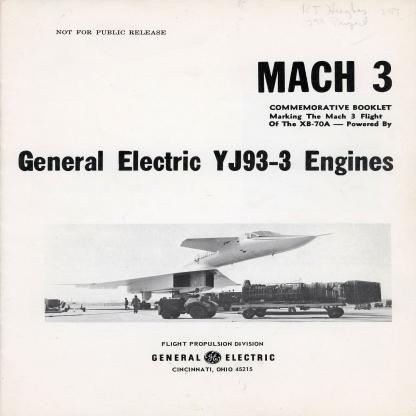 NOT FOR PUBLIC RELEASE
MACH 3
COMMEMORATIVE BOOKLET
Marking The Mach 3 Flight
Of The XB-70A — Powered By
General Electric YJ93-3 Engines
FLIGHT PROPULSION DIVISION
GENERAL GE ELECTRIC
CINCINNATI, OHIO 45215